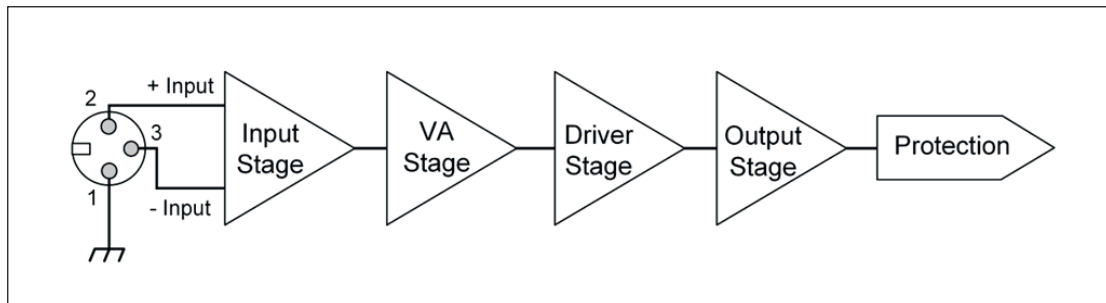 + Input
2
3
1
- Input
Input
Stage
VA
Stage
Driver
Stage
Output
Stage
Protection